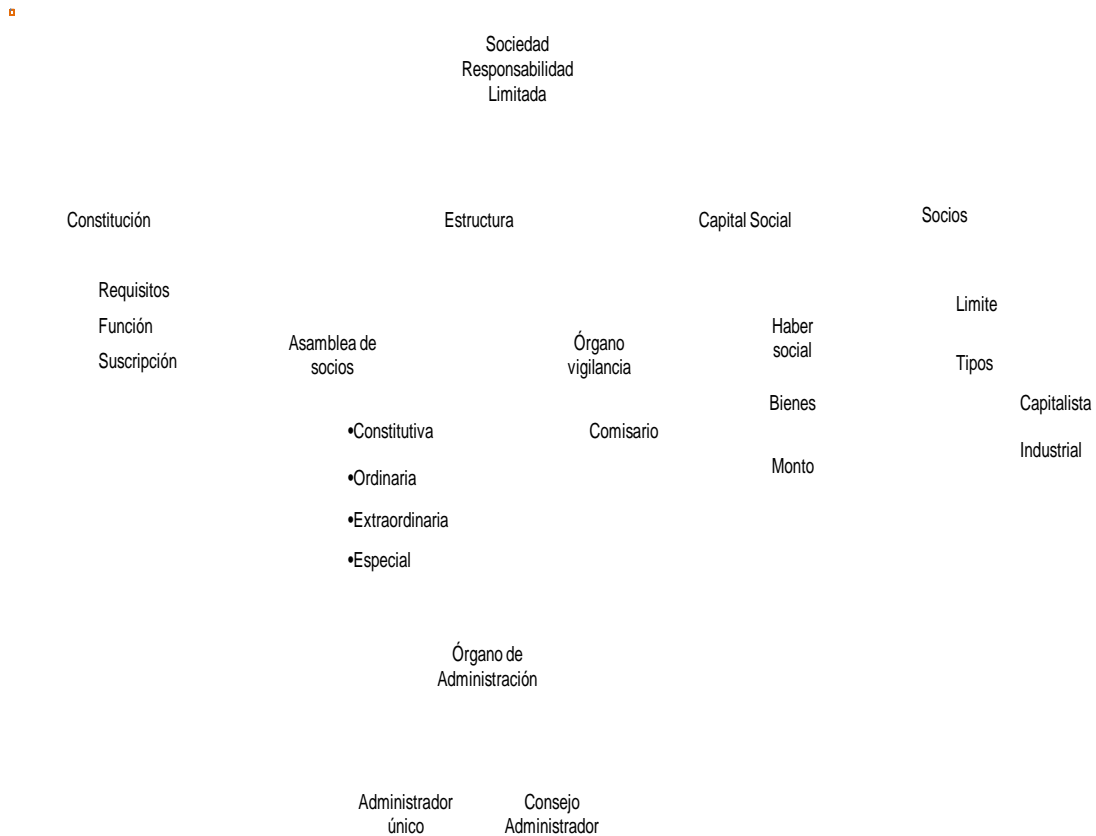 Sociedad
Responsabilidad
Limitada
Constitución
Estructura
Capital Social
Socios
Requisitos
Función
Suscripción
Asamblea de
socios
•Constitutiva
•Ordinaria
•Extraordinaria
•Especial
Órgano
vigilancia
Comisario
Haber
social
Bienes
Monto
Limite
Tipos
Capitalista
Industrial
Órgano de
Administración
Administrador
único
Consejo
Administrador